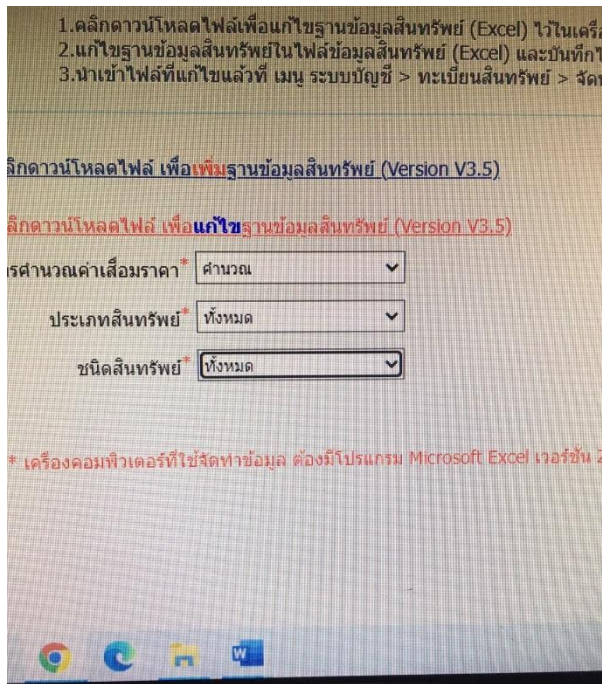 1.คลิกดาวน์โหลดไฟล์เพื่อแก้ไขฐานข้อมูลสินทรัพย์ (Excel) ไว้ในเครื
2.แก้ไขฐานข้อมูลสินทรัพย์ในไฟล์ข้อมูลสินทรัพย์ (Excel) และบันทึก
3.นำเข้าไฟล์ที่แก้ไขแล้วที่ เมนู ระบบบัญชี > ทะเบียนสินทรัพย์ > จัด
ลิกดาวน์โหลดไฟล์ เพื่อเพิ่มฐานข้อมูลสินทรัพย์ (Version V3.5)
ลิกดาวน์โหลดไฟล์ เพื่อแก้ไขฐานข้อมูลสินทรัพย์ (Version V3.5)
รคำนวณค่าเสื่อมราคา* คำนวณ
ประเภทสินทรัพย์* ทั้งหมด
ชนิดสินทรัพย์* ทั้งหมด
* เครื่องคอมพิวเตอร์ที่ใช้จัดทำข้อมูล ต้องมีโปรแกรม Microsoft Excel เวอร์ชั่น 2
W